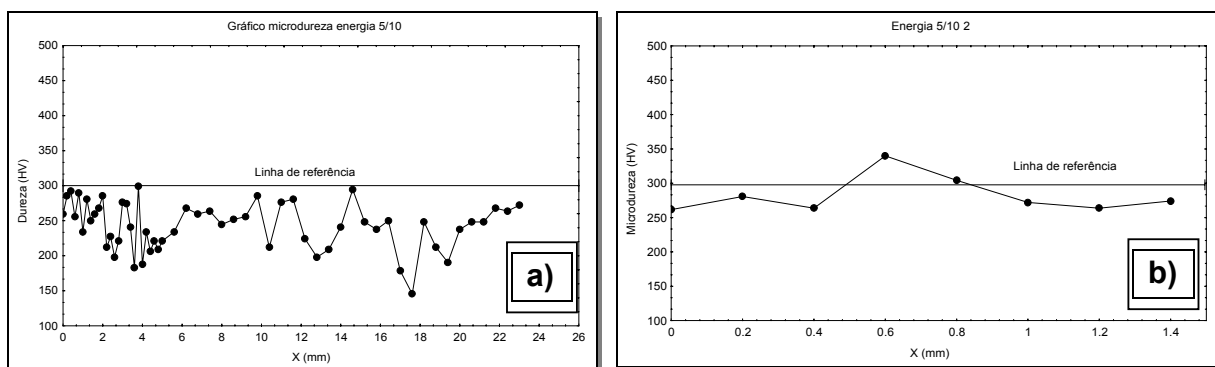 Gráfico microdureza energia 5/10
500
450
400
350
300
250
200
150
100
Dureza (HV)
Linha de referência
a)
0 2 4 6 8 10 12 14 16 18 20 22 24 26
X (mm)
Energia 5/10 2
500
450
400
350
300
250
200
150
100
Microdureza (HV)
Linha de referência
b)
0 0.2 0.4 0.6 0.8 1 1.2 1.4
X (mm)